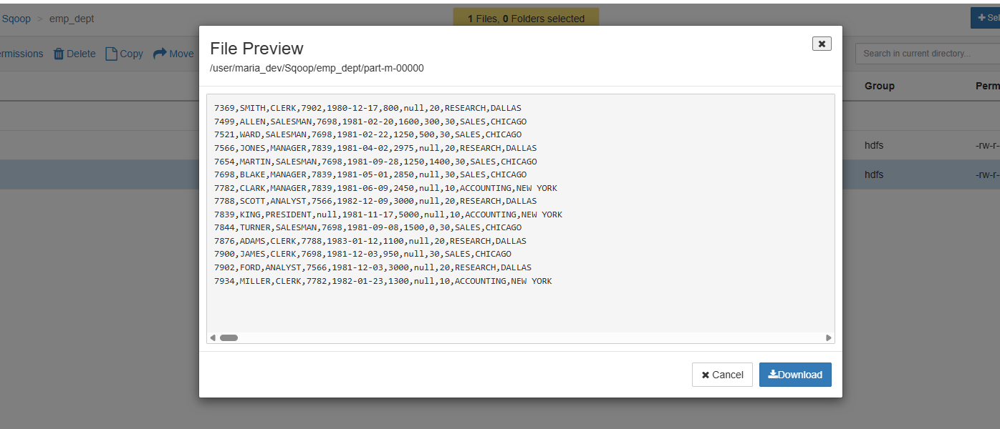 Sqoop > emp_dept
1 Files, 0 Folders selected
Delete
Copy
Move
Search in current directory...
Group
hdfs
-rw-r-
hdfs
-rw-r-
File Preview
/user/maria_dev/Sqoop/emp_dept/part-m-00000
7369,SMITH,CLERK,7902,1980-12-17,800,null,20,RESEARCH,DALLAS
7499,ALLEN,SALESMAN,7698,1981-02-20,1600,300,30,SALES,CHICAGO
7521,WARD,SALESMAN,7698,1981-02-22,1250,500,30,SALES,CHICAGO
7566,JONES,MANAGER,7839,1981-04-02,2975,null,20,RESEARCH,DALLAS
7654,MARTIN,SALESMAN,7698,1981-09-28,1250,1400,30,SALES,CHICAGO
7698,BLAKE,MANAGER,7839,1981-05-01,2850,null,30,SALES,CHICAGO
7782,CLARK,MANAGER,7839,1981-06-09,2450,null,10,ACCOUNTING,NEW YORK
7788,SCOTT,ANALYST,7566,1982-12-09,3000,null,20,RESEARCH,DALLAS
7839,KING,PRESIDENT,null,1981-11-17,5000,null,10,ACCOUNTING,NEW YORK
7844,TURNER,SALESMAN,7698,1981-09-08,1500,0,30,SALES,CHICAGO
7876,ADAMS,CLERK,7788,1983-01-12,1100,null,20,RESEARCH,DALLAS
7900,JAMES,CLERK,7698,1981-12-03,950,null,30,SALES,CHICAGO
7902,FORD,ANALYST,7566,1981-12-03,3000,null,20,RESEARCH,DALLAS
7934,MILLER,CLERK,7782,1982-01-23,1300,null,10,ACCOUNTING,NEW YORK
Cancel
Download